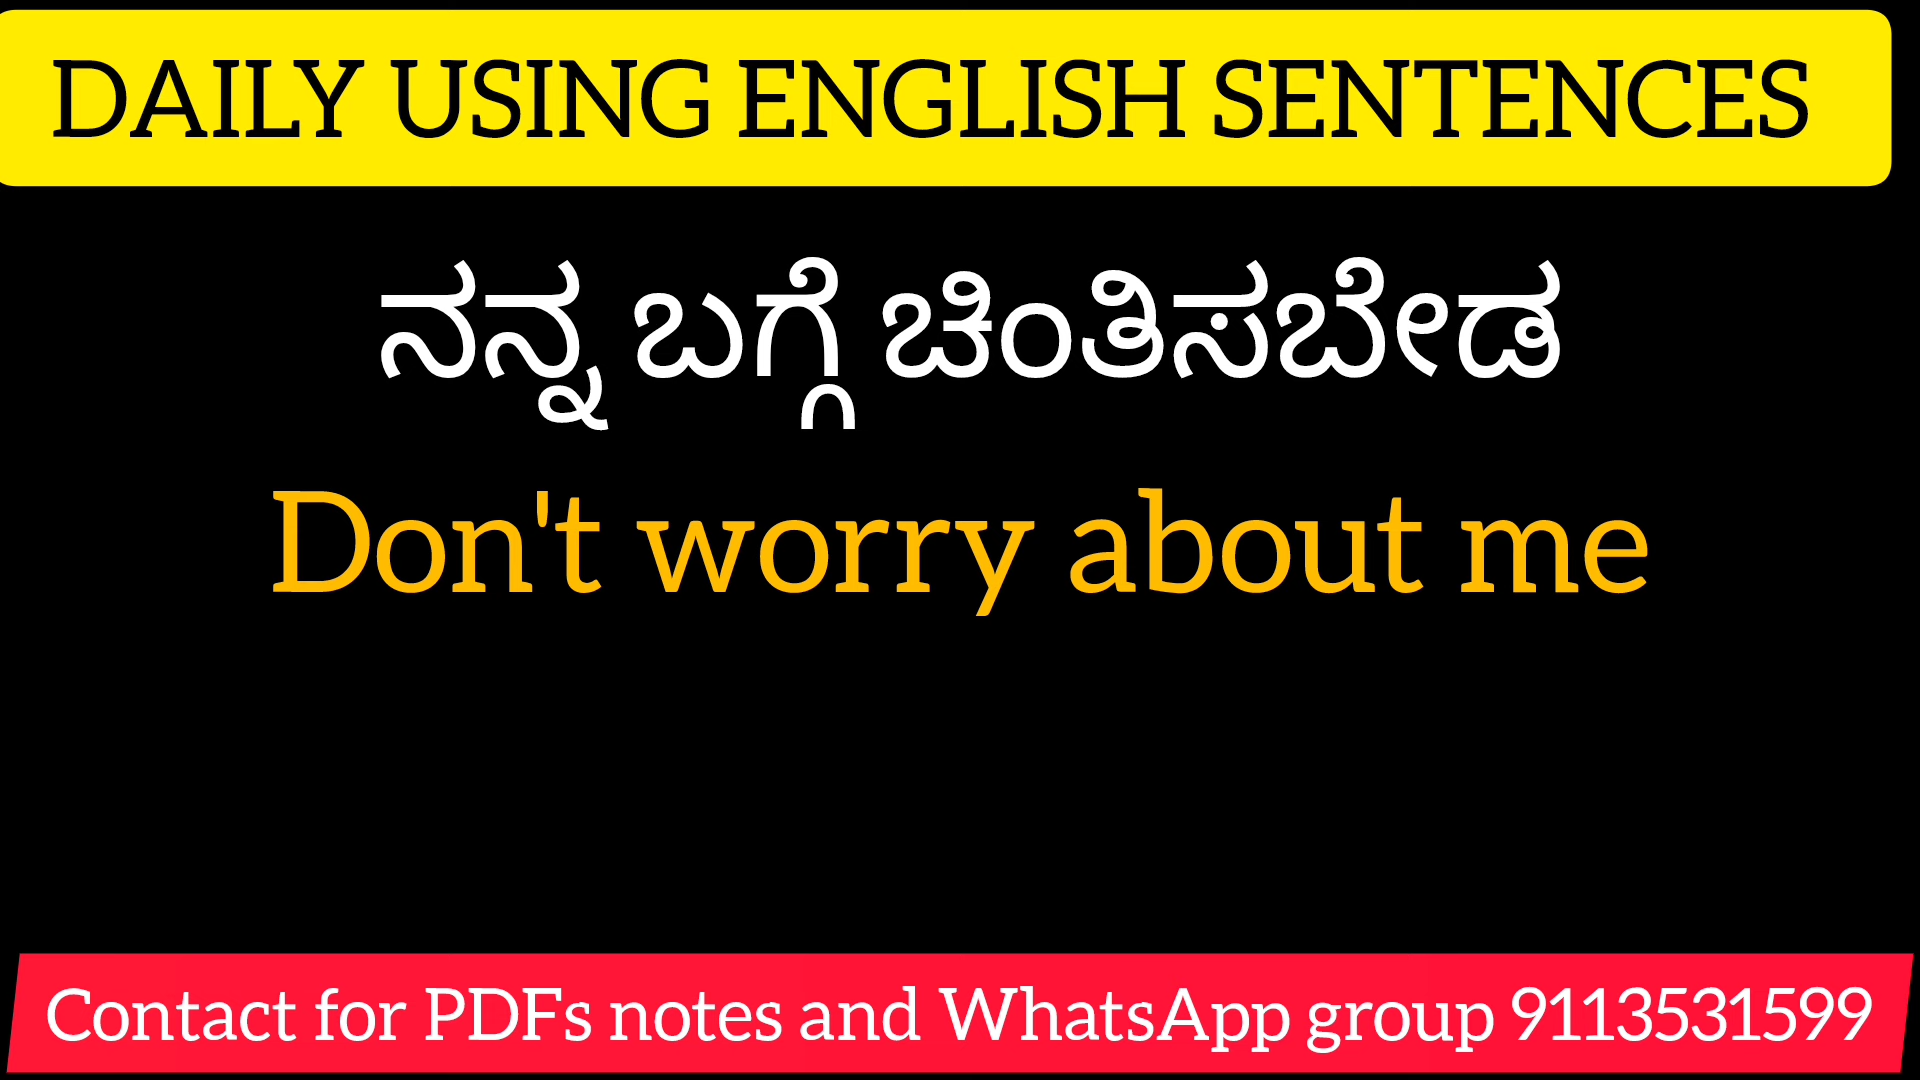 DAILY USING ENGLISH SENTENCES
ನನ್ನ ಬಗ್ಗೆ ಚಿಂತಿಸಬೇಡ
Don't worry about me
Contact for PDFs notes and WhatsApp group 9113531599